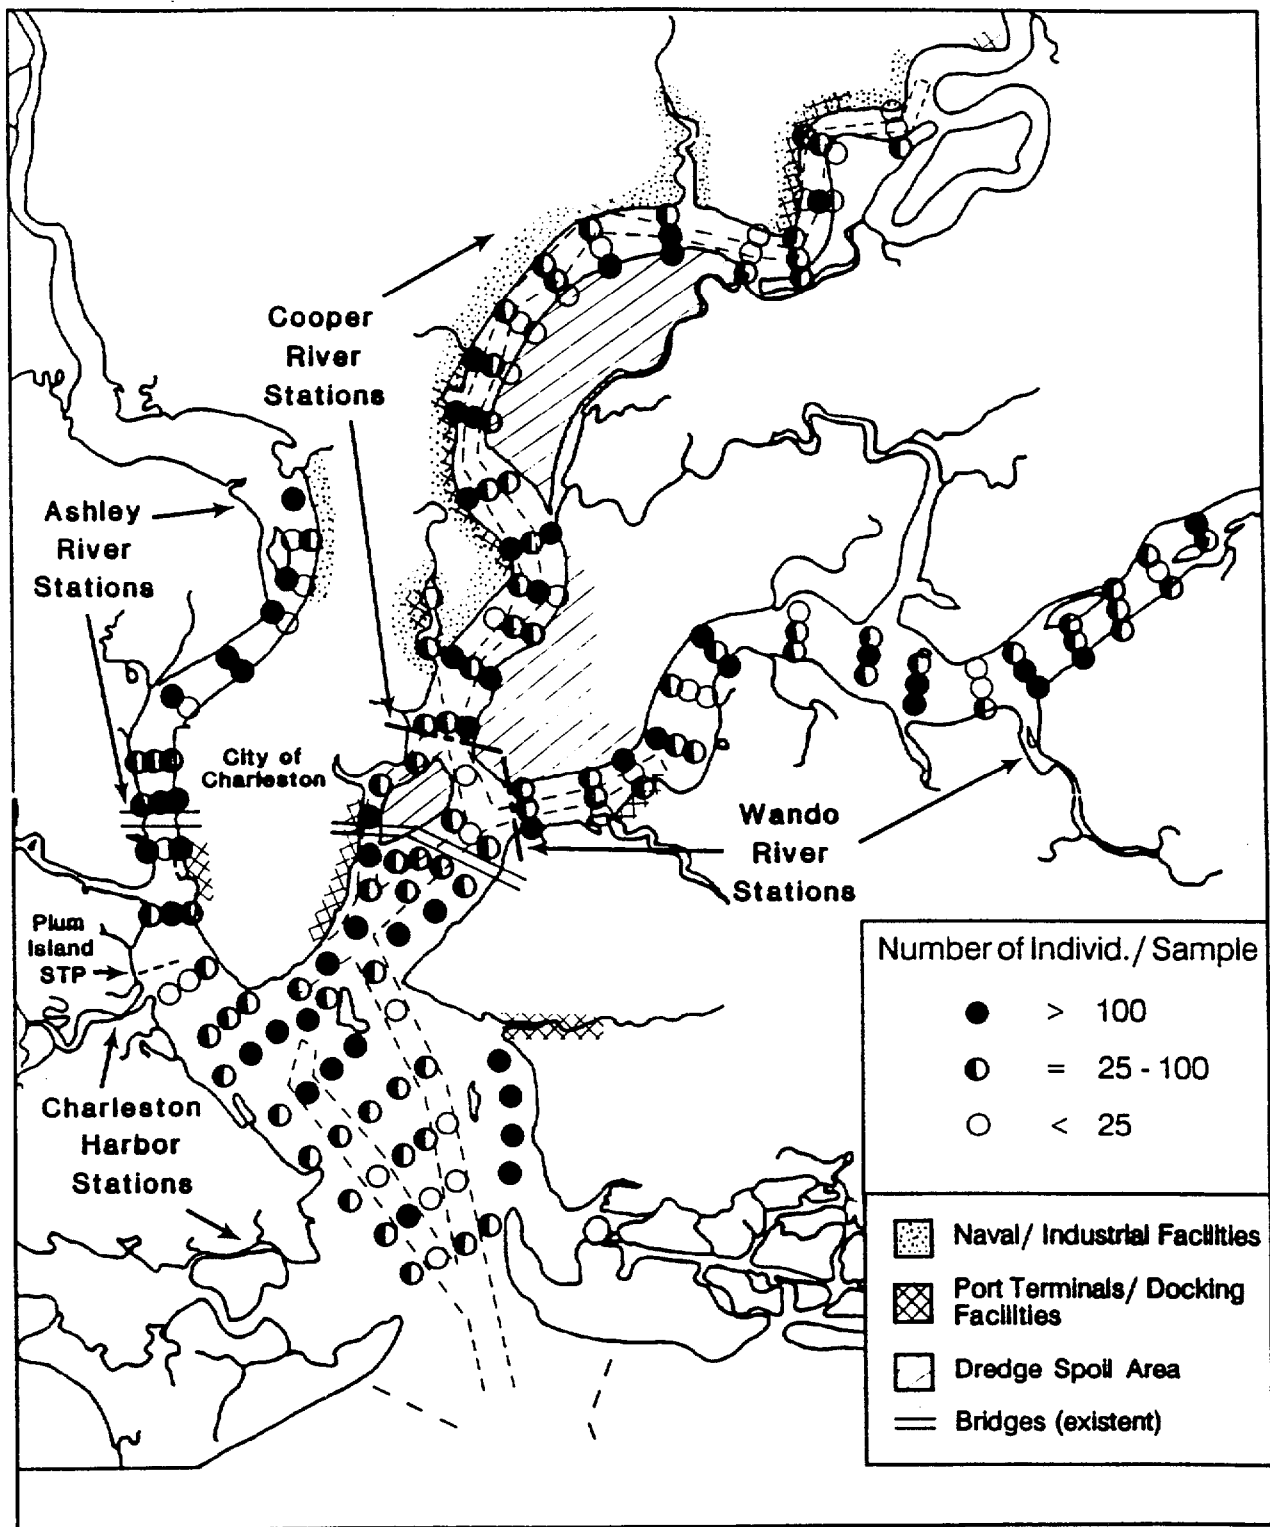 Cooper
River
Stations
Ashley
River
Stations
City of
Charleston
Wando
River
Stations
Plum
Island
STP
Charleston
Harbor
Stations
Number of Individ./ Sample
> 100
= 25 - 100
< 25
Naval/ Industrial Facilities
Port Terminals/ Docking
Facilities
Dredge Spoil Area
Bridges (existent)